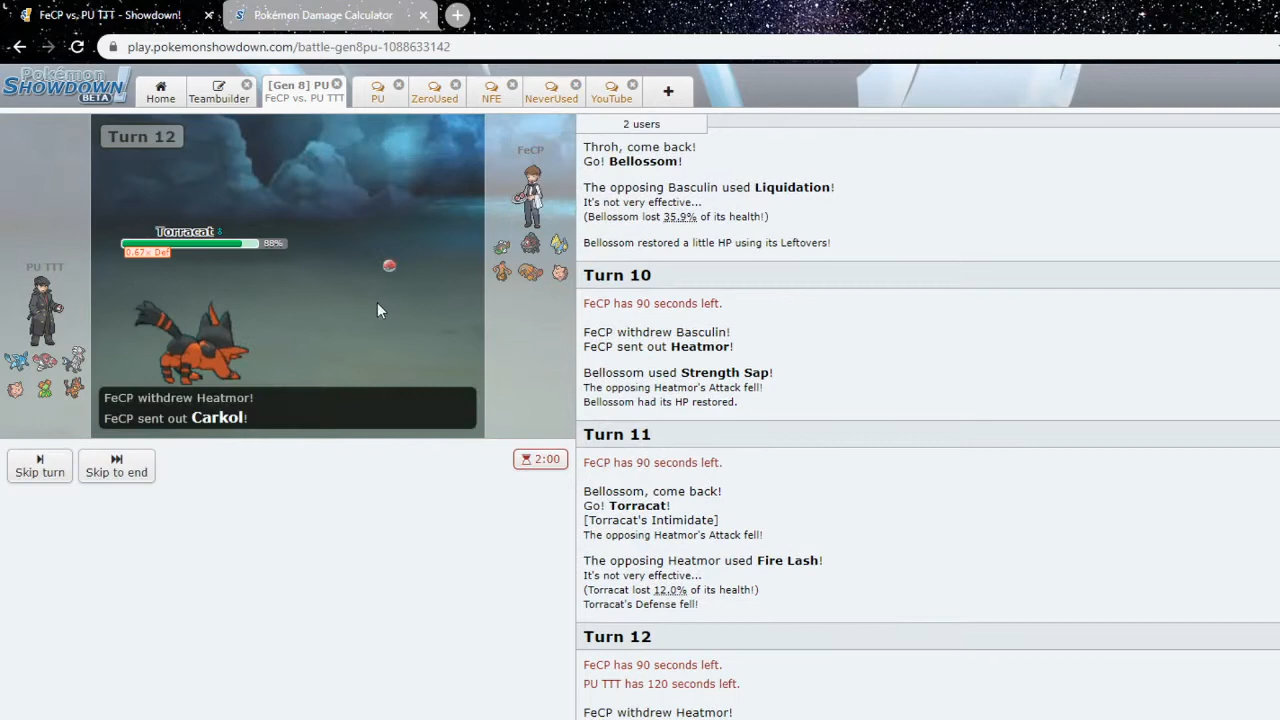 FeCP vs. PU TTT - Showdown!
Pokémon Damage Calculator
play.pokemonshowdown.com/battle-gen8pu-1088633142
Pokémon
SHOWDOWN
BETA
Home
Teambuilder
[Gen 8] PU
FeCP vs. PU TTT
PU
ZeroUsed
NFE
NeverUsed
YouTube
Turn 12
Torracat
88%
0.67× Def
PU TTT
FeCP
FeCP withdrew Heatmor!
FeCP sent out Carkol!
Skip turn
Skip to end
2:00
2 users
Throh, come back!
Go! Bellossom!
The opposing Basculin used Liquidation!
It's not very effective...
(Bellossom lost 35.9% of its health!)
Bellossom restored a little HP using its Leftovers!
Turn 10
FeCP has 90 seconds left.
FeCP withdrew Basculin!
FeCP sent out Heatmor!
Bellossom used Strength Sap!
The opposing Heatmor's Attack fell!
Bellossom had its HP restored.
Turn 11
FeCP has 90 seconds left.
Bellossom, come back!
Go! Torracat!
[Torracat's Intimidate]
The opposing Heatmor's Attack fell!
The opposing Heatmor used Fire Lash!
It's not very effective...
(Torracat lost 12.0% of its health!)
Torracat's Defense fell!
Turn 12
FeCP has 90 seconds left.
PU TTT has 120 seconds left.
FeCP withdrew Heatmor!